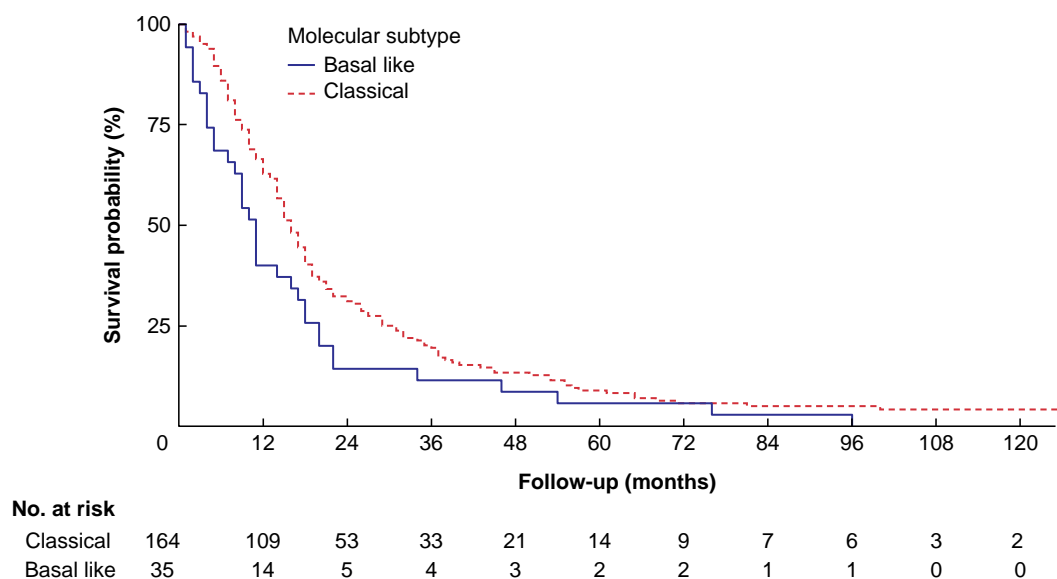 100
75
50
25
0
Survival probability (%)
Molecular subtype
Basal like
Classical
12 24 36 48 60 72 84 96 108 120
Follow-up (months)
No. at risk
Classical 164 109 53 33 21 14 9 7 6 3 2
Basal like 35 14 5 4 3 2 2 1 1 0 0